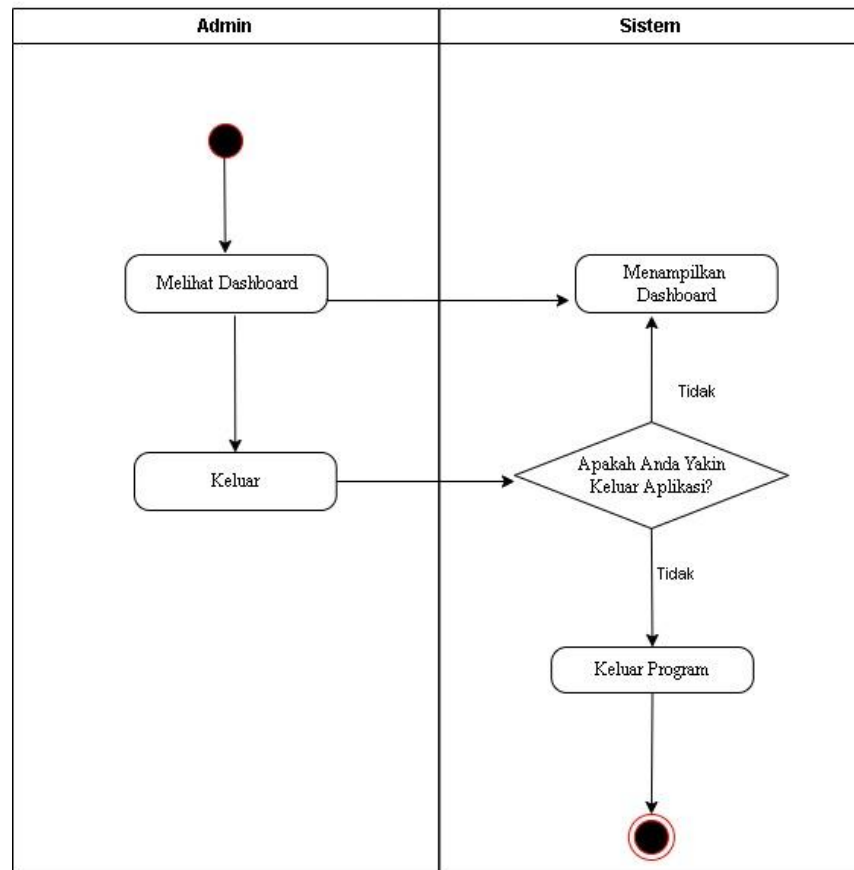 Admin
Sistem
Melihat Dashboard
Menampilkan
Dashboard
Tidak
Keluar
Apakah Anda Yakin
Keluar Aplikasi?
Tidak
Keluar Program